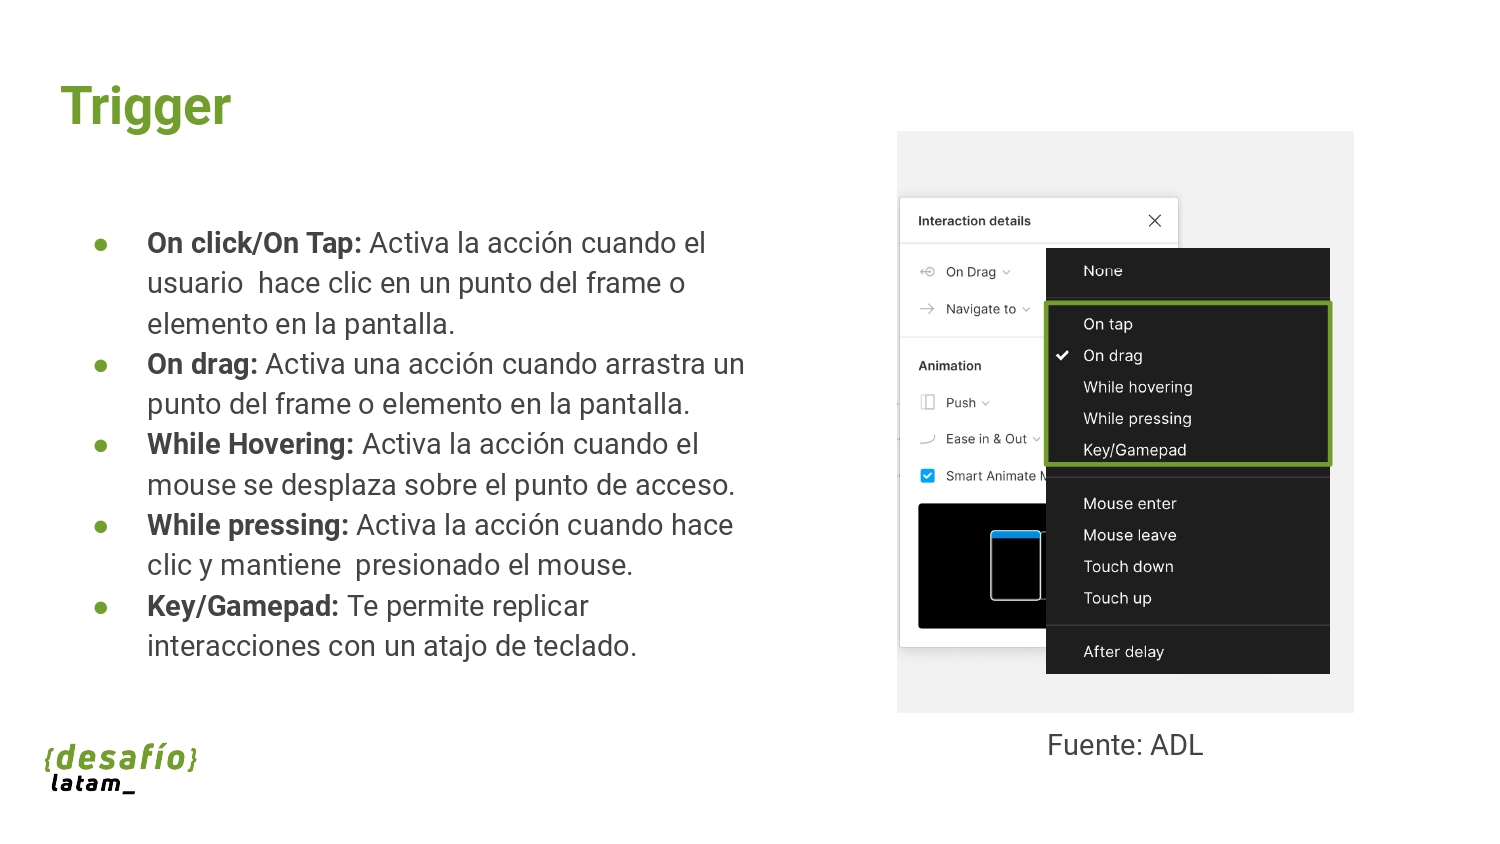 Trigger
● On click/On Tap: Activa la acción cuando el
usuario  hace clic en un punto del frame o
elemento en la pantalla.
● On drag: Activa una acción cuando arrastra un
punto del frame o elemento en la pantalla.
● While Hovering: Activa la acción cuando el
mouse se desplaza sobre el punto de acceso.
● While pressing: Activa la acción cuando hace
clic y mantiene  presionado el mouse.
● Key/Gamepad: Te permite replicar
interacciones con un atajo de teclado.
Interaction details
On Drag
Navigate to
Animation
Push
Ease in & Out
Smart Animate
None
On tap
On drag
While hovering
While pressing
Key/Gamepad
Mouse enter
Mouse leave
Touch down
Touch up
After delay
Fuente: ADL
{desafío}
latam_